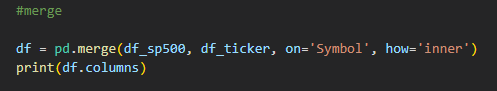 #merge
df = pd.merge(df_sp500, df_ticker, on='Symbol', how='inner')
print(df.columns)